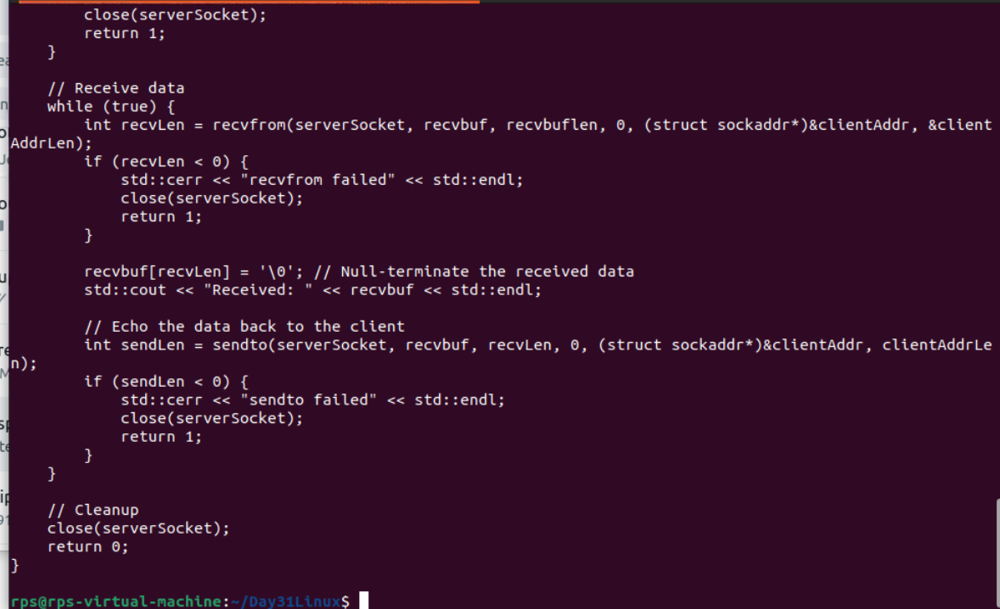 close(serverSocket);
        return 1;
    }

    // Receive data
    while (true) {
        int recvLen = recvfrom(serverSocket, recvbuf, recvbuflen, 0, (struct sockaddr*)&clientAddr, &client
AddrLen);
        if (recvLen < 0) {
            std::cerr << "recvfrom failed" << std::endl;
            close(serverSocket);
            return 1;
        }

        recvbuf[recvLen] = '\0'; // Null-terminate the received data
        std::cout << "Received: " << recvbuf << std::endl;

        // Echo the data back to the client
        int sendLen = sendto(serverSocket, recvbuf, recvLen, 0, (struct sockaddr*)&clientAddr, clientAddrLe
n);
        if (sendLen < 0) {
            std::cerr << "sendto failed" << std::endl;
            close(serverSocket);
            return 1;
        }
    }

    // Cleanup
    close(serverSocket);
    return 0;
}

rps@rps-virtual-machine:~/Day31Linux$